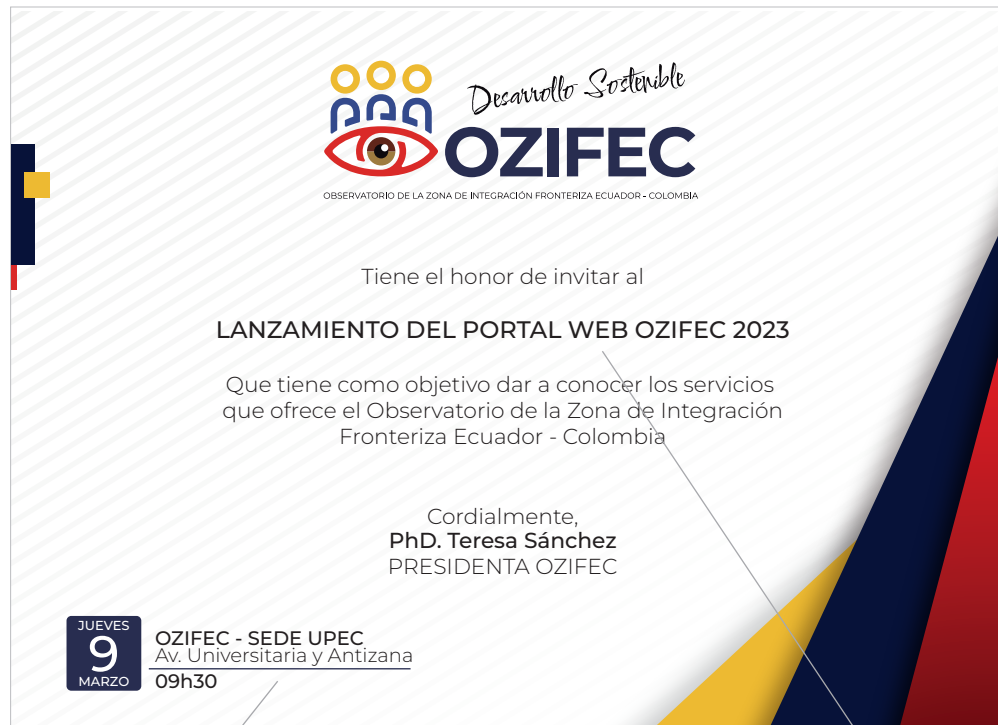 Desarrollo Sostenible
OZIFEC
OBSERVATORIO DE LA ZONA DE INTEGRACIÓN FRONTERIZA ECUADOR - COLOMBIA
Tiene el honor de invitar al
LANZAMIENTO DEL PORTAL WEB OZIFEC 2023
Que tiene como objetivo dar a conocer los servicios
que ofrece el Observatorio de la Zona de Integración
Fronteriza Ecuador - Colombia
Cordialmente,
PhD. Teresa Sánchez
PRESIDENTA OZIFEC
JUEVES
9
MARZO
OZIFEC - SEDE UPEC
Av. Universitaria y Antizana
09h30